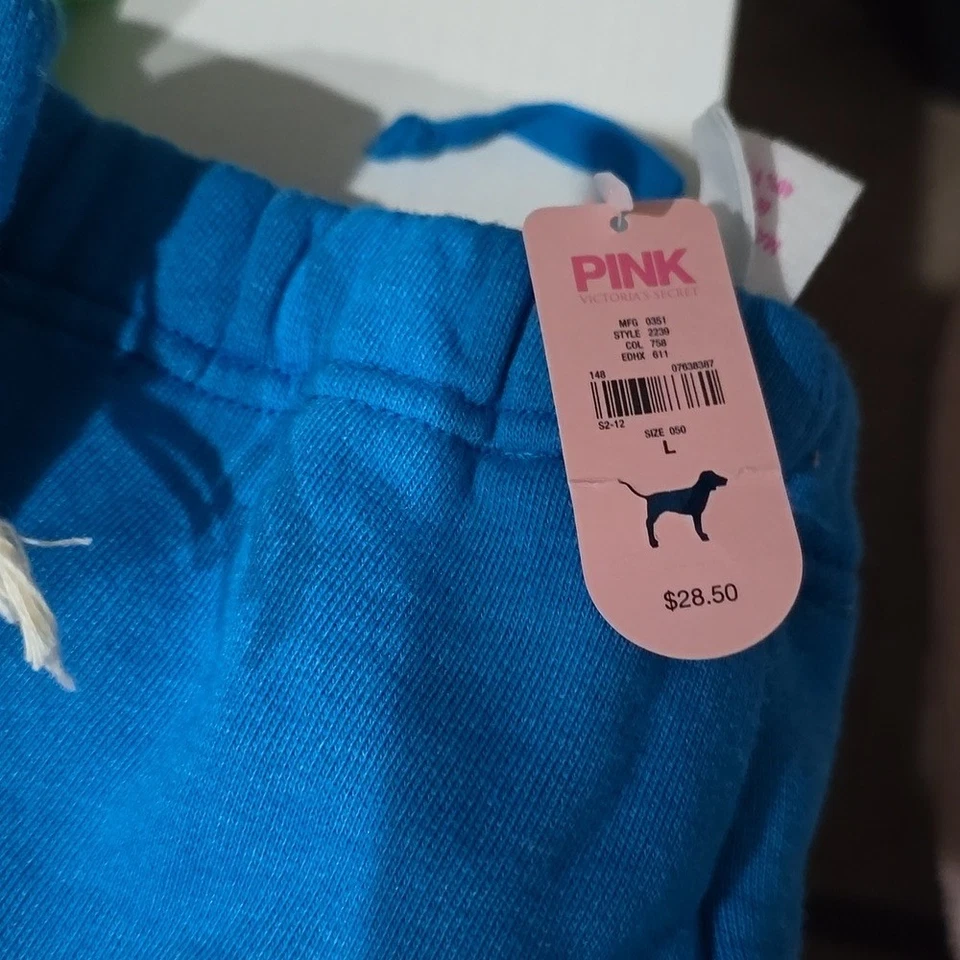 PINK
VICTORIA'S SECRET
MFG 0351
STYLE 2239
COL 758
EDHX 611
148 07638387
S2-12
SIZE 050
L
$28.50